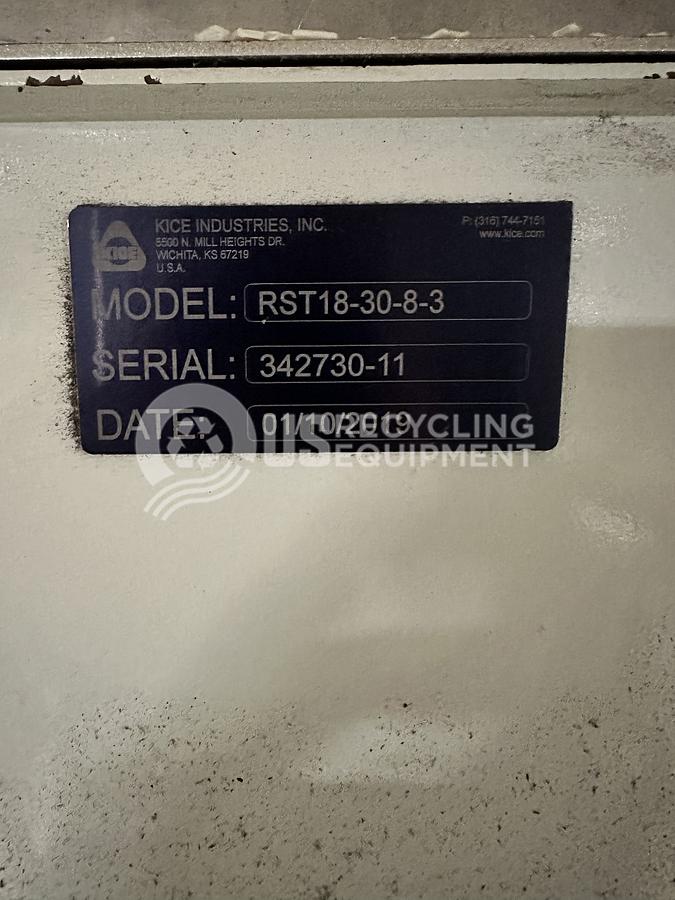 KICE
KICE INDUSTRIES, INC.
5500 N. MILL HEIGHTS DR.
WICHITA, KS 67219
U.S.A.
P: (316) 744-7151
www.kice.com
MODEL: RST18-30-8-3
SERIAL: 342730-11
DATE: 01/10/2019
US RECYCLING
EQUIPMENT